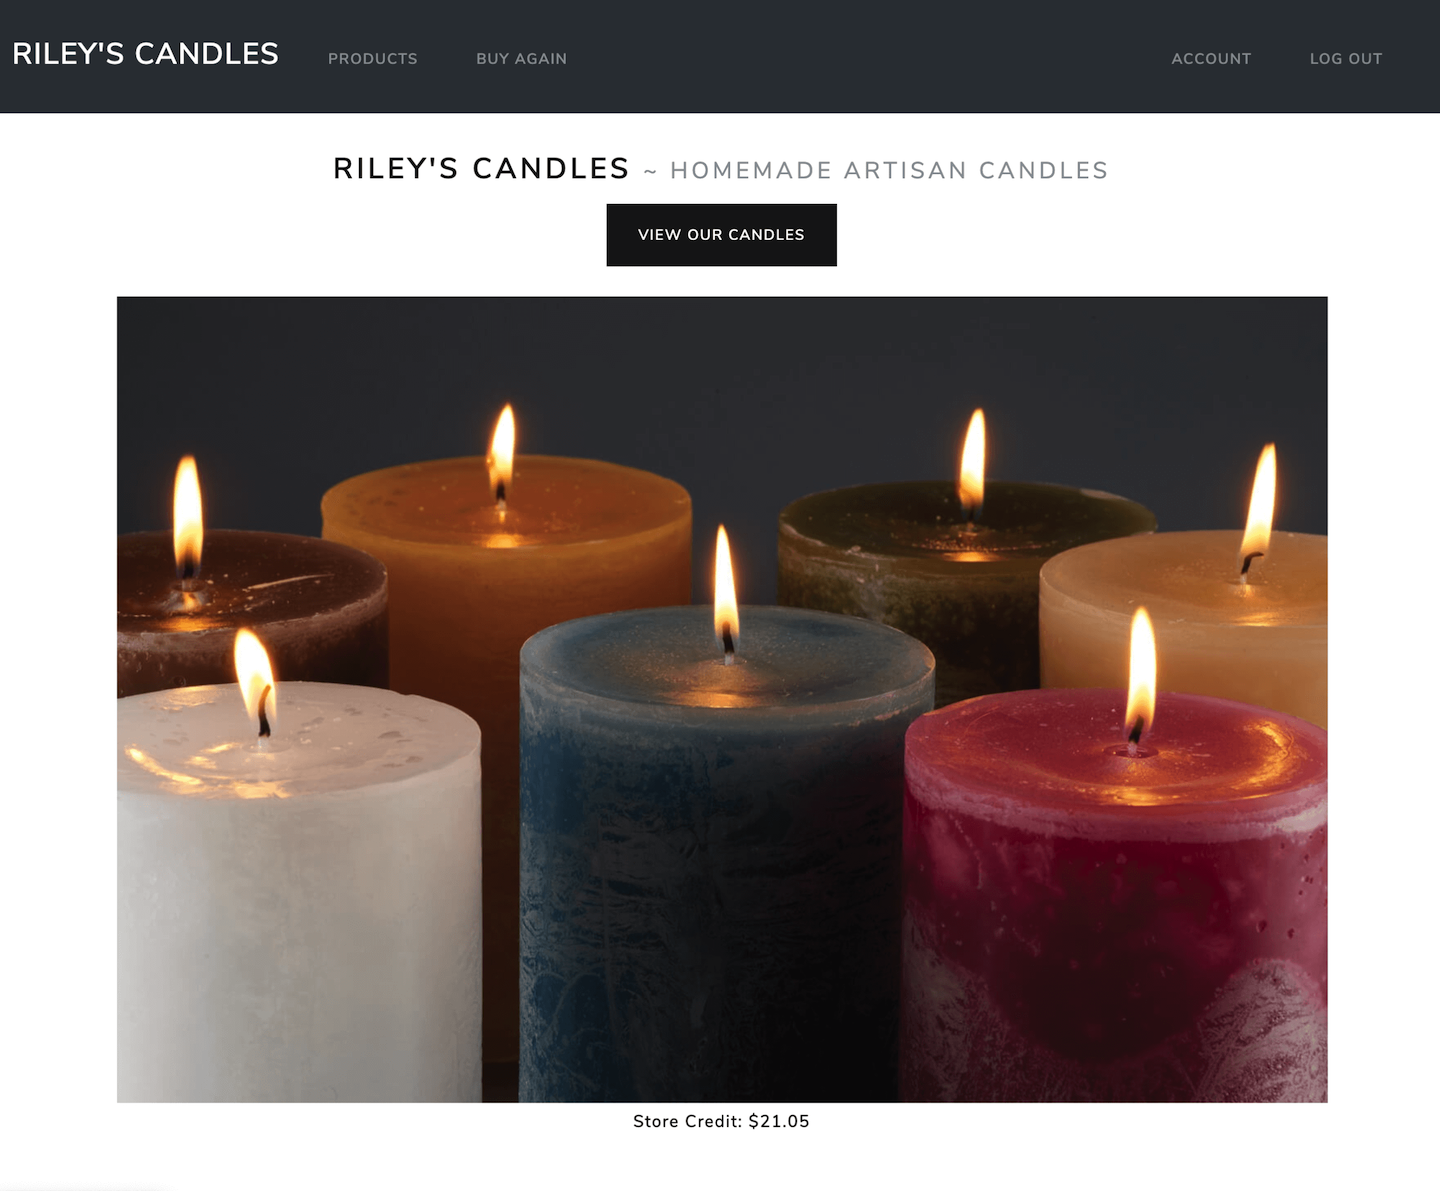 RILEY'S CANDLES PRODUCTS BUY AGAIN ACCOUNT LOG OUT
RILEY'S CANDLES ~ HOMEMADE ARTISAN CANDLES
VIEW OUR CANDLES
Store Credit: $21.05